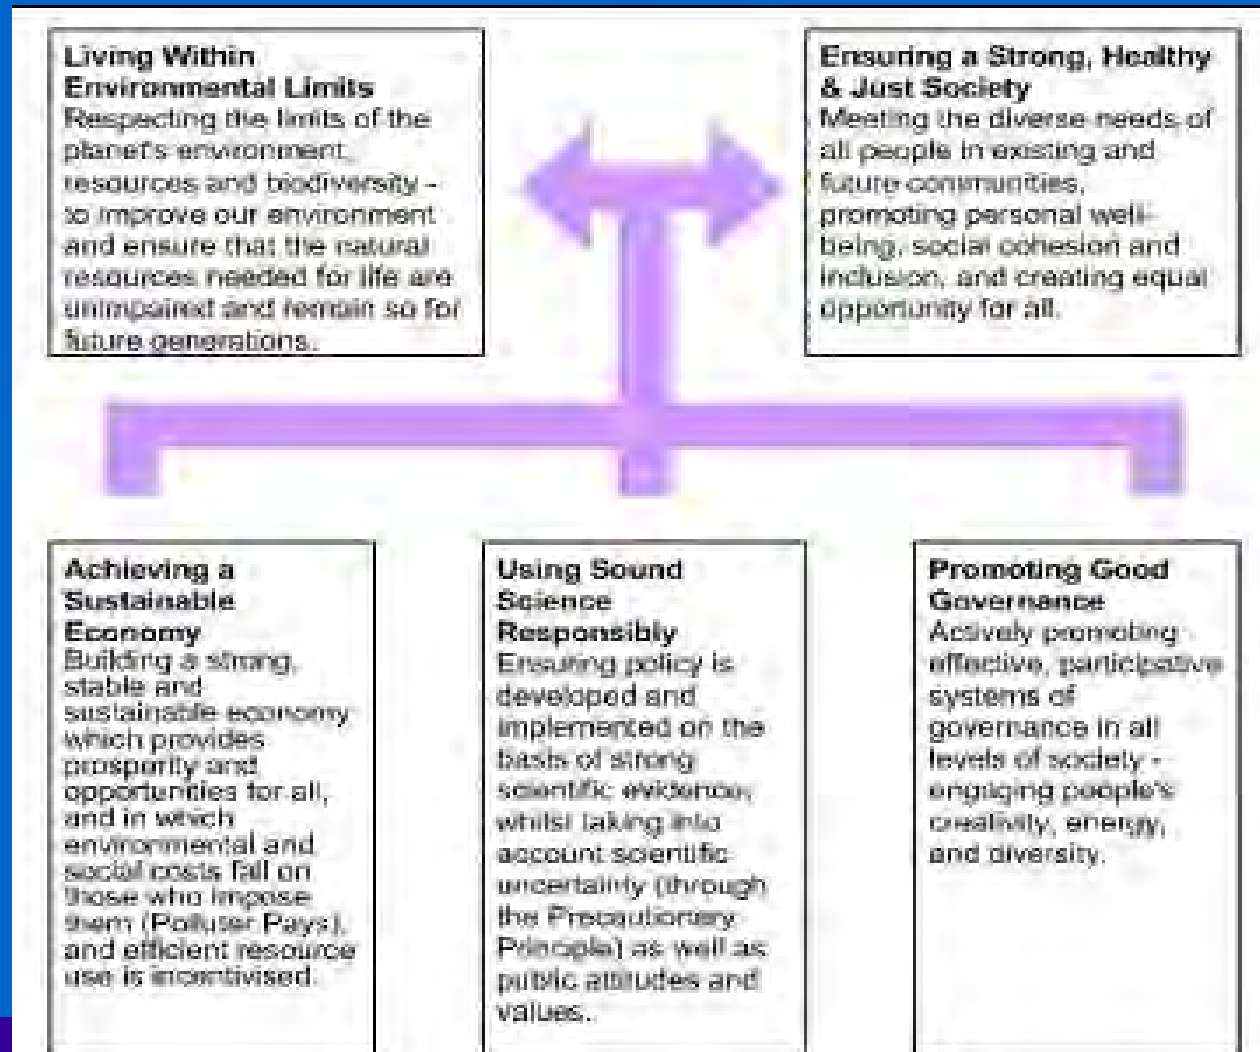 Living Within
Environmental Limits
Respecting the limits of the
planet's environment,
resources and biodiversity -
to improve our environment
and ensure that the natural
resources needed for life are
unimpaired and remain so for
future generations.
Ensuring a Strong, Healthy
& Just Society
Meeting the diverse needs of
all people in existing and
future communities,
promoting personal well-
being, social cohesion and
inclusion, and creating equal
opportunity for all.
Achieving a
Sustainable
Economy
Building a strong,
stable and
sustainable economy
which provides
prosperity and
opportunities for all,
and in which
environmental and
social costs fall on
those who impose
them (Polluter Pays),
and efficient resource
use is incentivised.
Using Sound
Science
Responsibly
Ensuring policy is
developed and
implemented on the
basis of strong
scientific evidence,
whilst taking into
account scientific
uncertainty (through
the Precautionary
Principle) as well as
public attitudes and
values.
Promoting Good
Governance
Actively promoting
effective, participative
systems of
governance in all
levels of society -
engaging people's
creativity, energy,
and diversity.